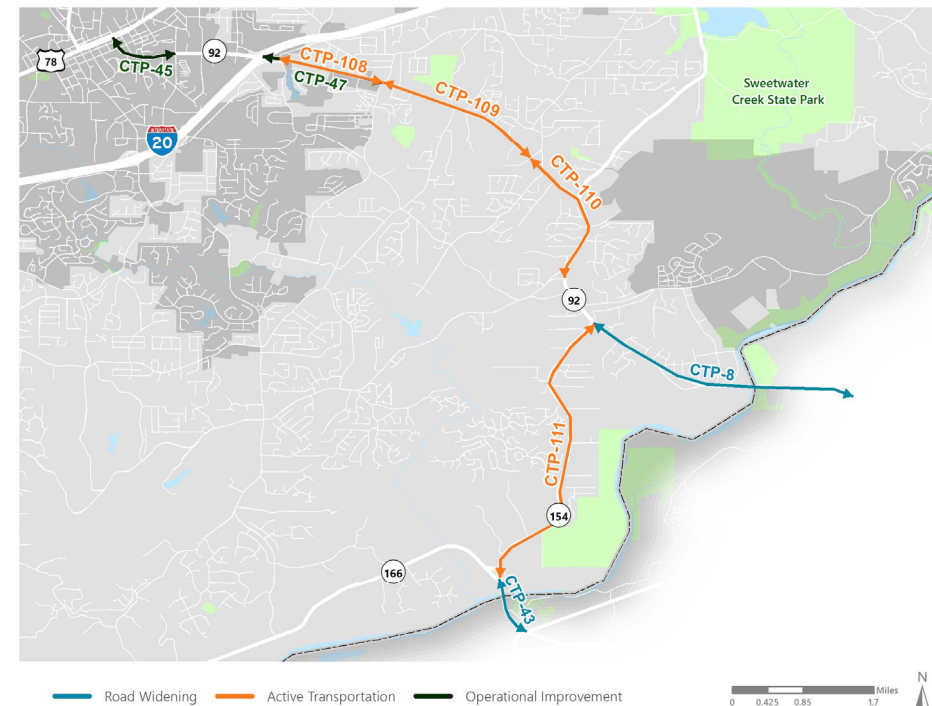 78
CTP-45
92
INTERSTATE
20
CTP-108
CTP-47
CTP-109
CTP-110
Sweetwater
Creek State Park
92
CTP-8
CTP-111
154
166
CTP-43
Road Widening
Active Transportation
Operational Improvement
0 0.425 0.85 1.7
Miles
N